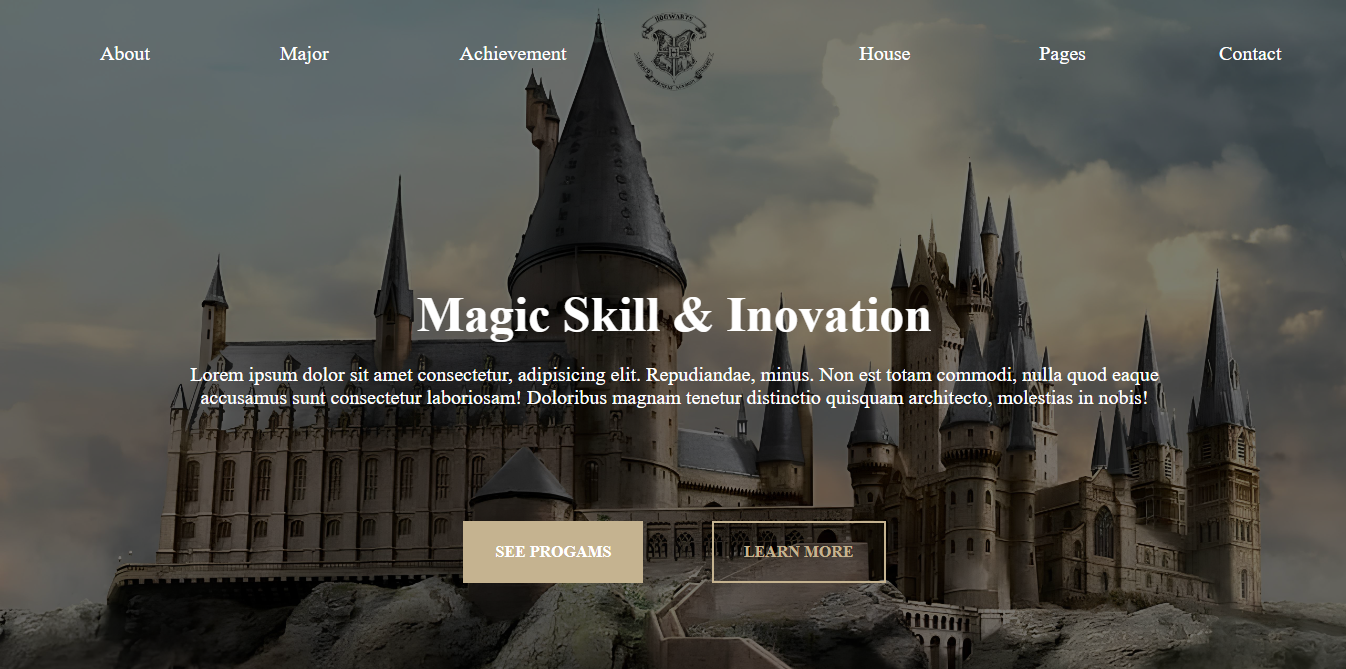 HOGWARTS
About
Major
Achievement
House
Pages
Contact
Magic Skill & Inovation
Lorem ipsum dolor sit amet consectetur, adipisicing elit. Repudiandae, minus. Non est totam commodi, nulla quod eaque
accusamus sunt consectetur laboriosam! Doloribus magnam tenetur distinctio quisquam architecto, molestias in nobis!
SEE PROGAMS
LEARN MORE